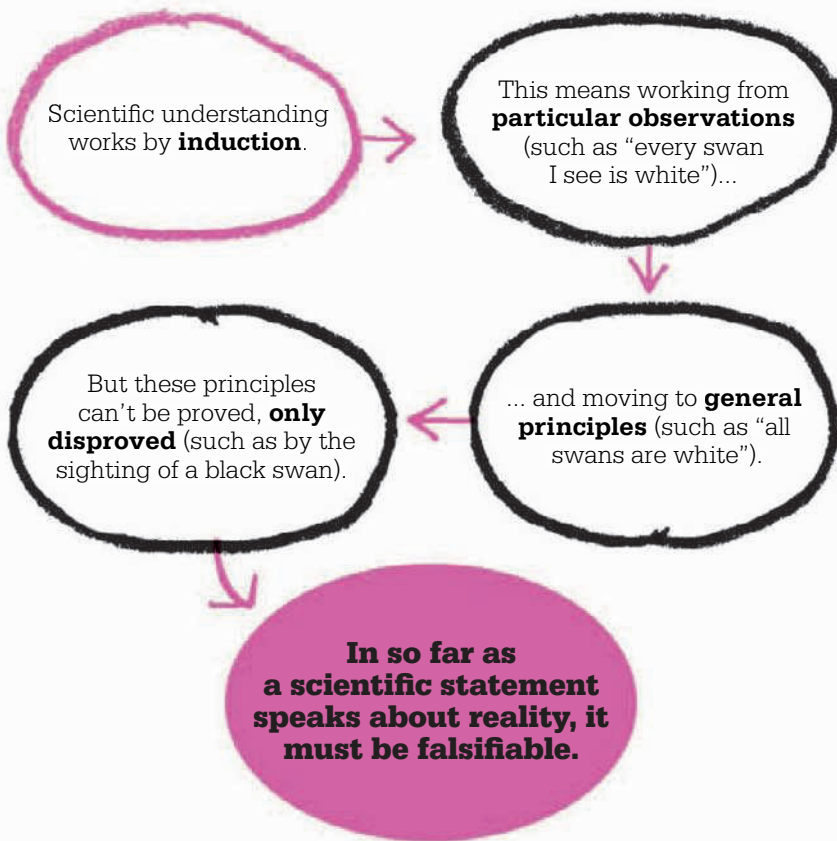 Scientific understanding
works by induction.
This means working from
particular observations
(such as “every swan
I see is white”)...
... and moving to general
principles (such as “all
swans are white”).
But these principles
can't be proved, only
disproved (such as by the
sighting of a black swan).
In so far as
a scientific statement
speaks about reality, it
must be falsifiable.